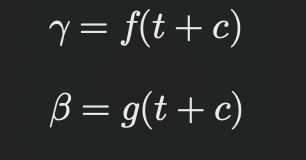 γ = f(t + c)
β = g(t + c)